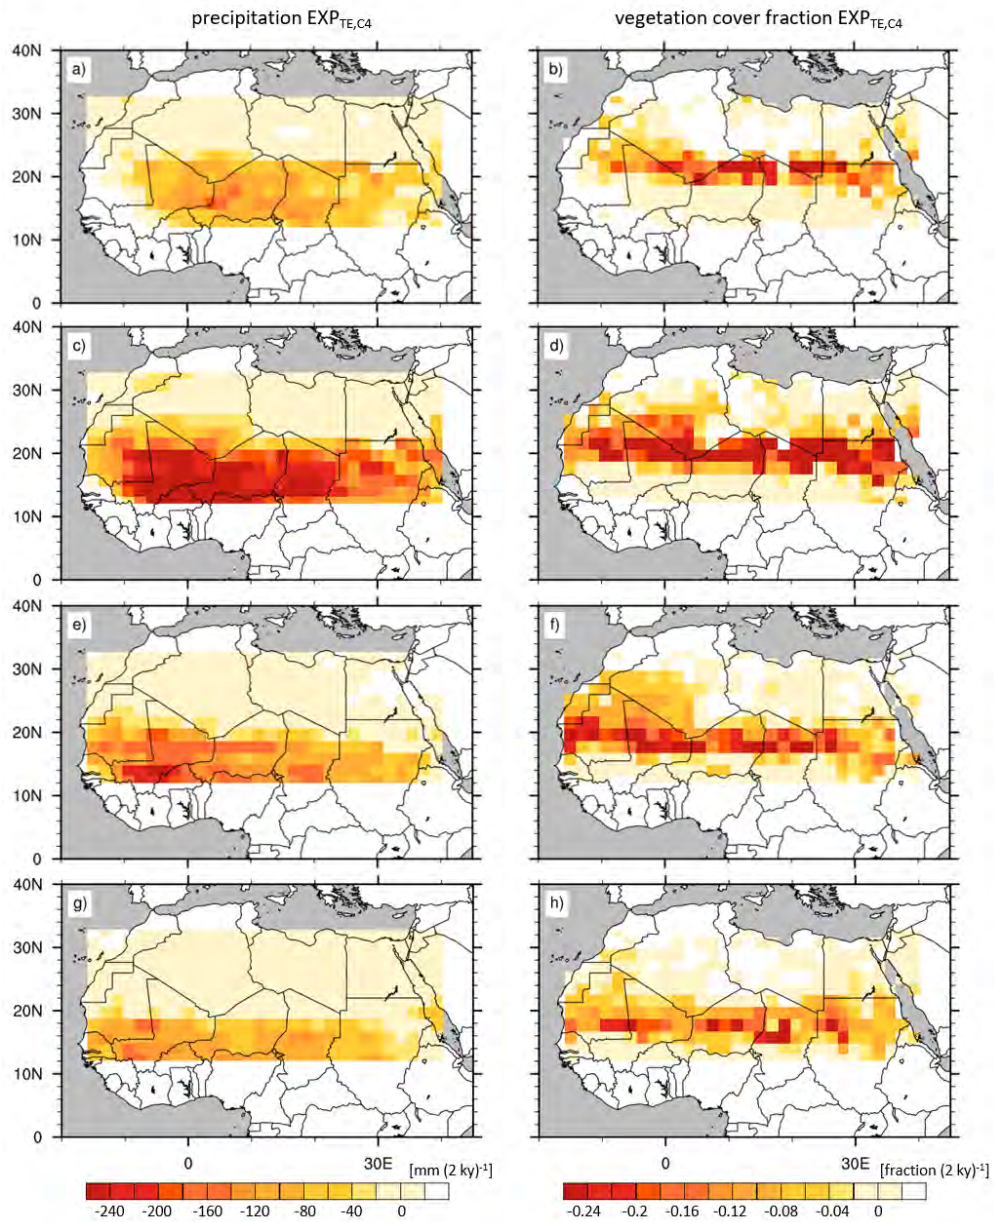 precipitation EXPTE,C4
vegetation cover fraction EXPTE,C4
40N
a)
b)
30N
20N
10N
0
40N
c)
d)
30N
20N
10N
0
40N
e)
f)
30N
20N
10N
0
40N
g)
h)
30N
20N
10N
0
0 30E [mm (2 ky)-1]
0 30E [fraction (2 ky)-1]
-240 -200 -160 -120 -80 -40 0
-0.24 -0.2 -0.16 -0.12 -0.08 -0.04 0